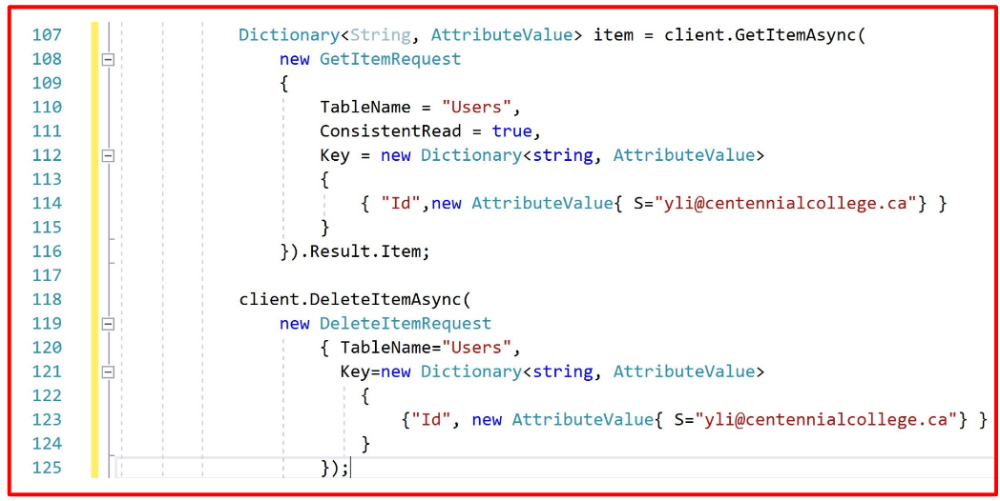 107 Dictionary<String, AttributeValue> item = client.GetItemAsync(
108 new GetItemRequest
109 {
110 TableName = "Users",
111 ConsistentRead = true,
112 Key = new Dictionary<string, AttributeValue>
113 {
114 { "Id",new AttributeValue{ S="yli@centennialcollege.ca"} }
115 }
116 }).Result.Item;
117
118 client.DeleteItemAsync(
119 new DeleteItemRequest
120 { TableName="Users",
121 Key=new Dictionary<string, AttributeValue>
122 {
123 {"Id", new AttributeValue{ S="yli@centennialcollege.ca"} }
124 }
125 });